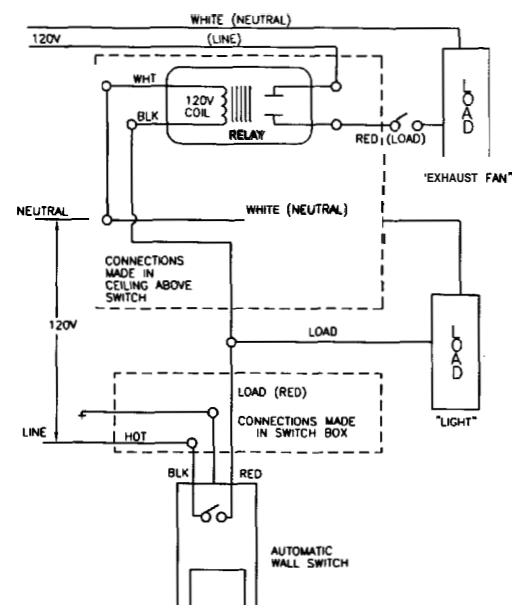 WHITE (NEUTRAL)
120V
(LINE)
WHT
120V
COIL
BLK
RELAY
RED (LOAD)
LOAD
'EXHAUST FAN"
NEUTRAL
WHITE (NEUTRAL)
CONNECTIONS
MADE IN
CEILING ABOVE
SWITCH
120V
LOAD
LOAD
"LIGHT"
LOAD (RED)
CONNECTIONS MADE
IN SWITCH BOX
LINE
HOT
BLK
RED
AUTOMATIC
WALL SWITCH